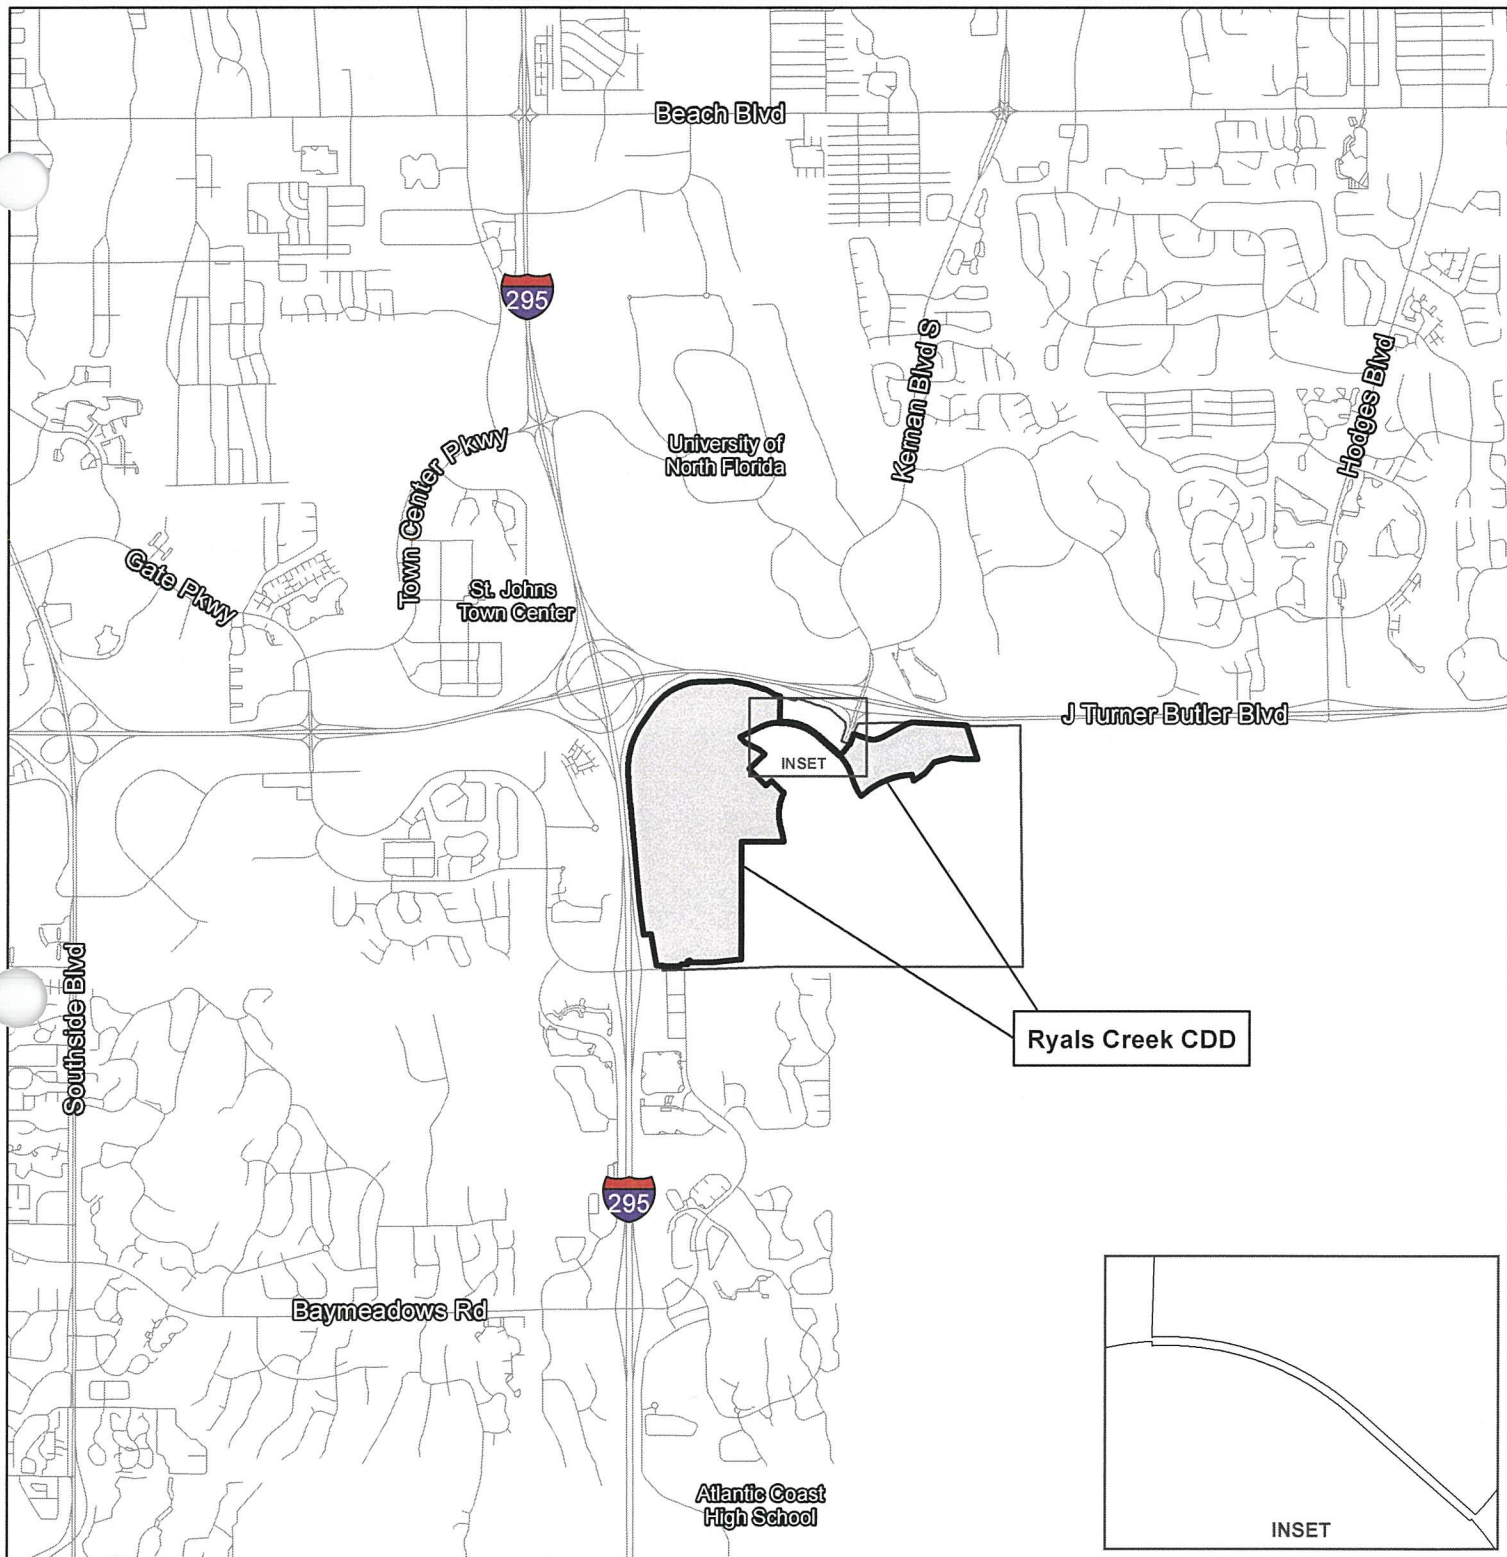 Beach Blvd
295
Kernan Blvd S
Hodges Blvd
Town Center Pkwy
University of
North Florida
Gate Pkwy
St. Johns
Town Center
J Turner Butler Blvd
INSET
Southside Blvd
Ryals Creek CDD
295
Baymeadows Rd
Atlantic Coast
High School
INSET